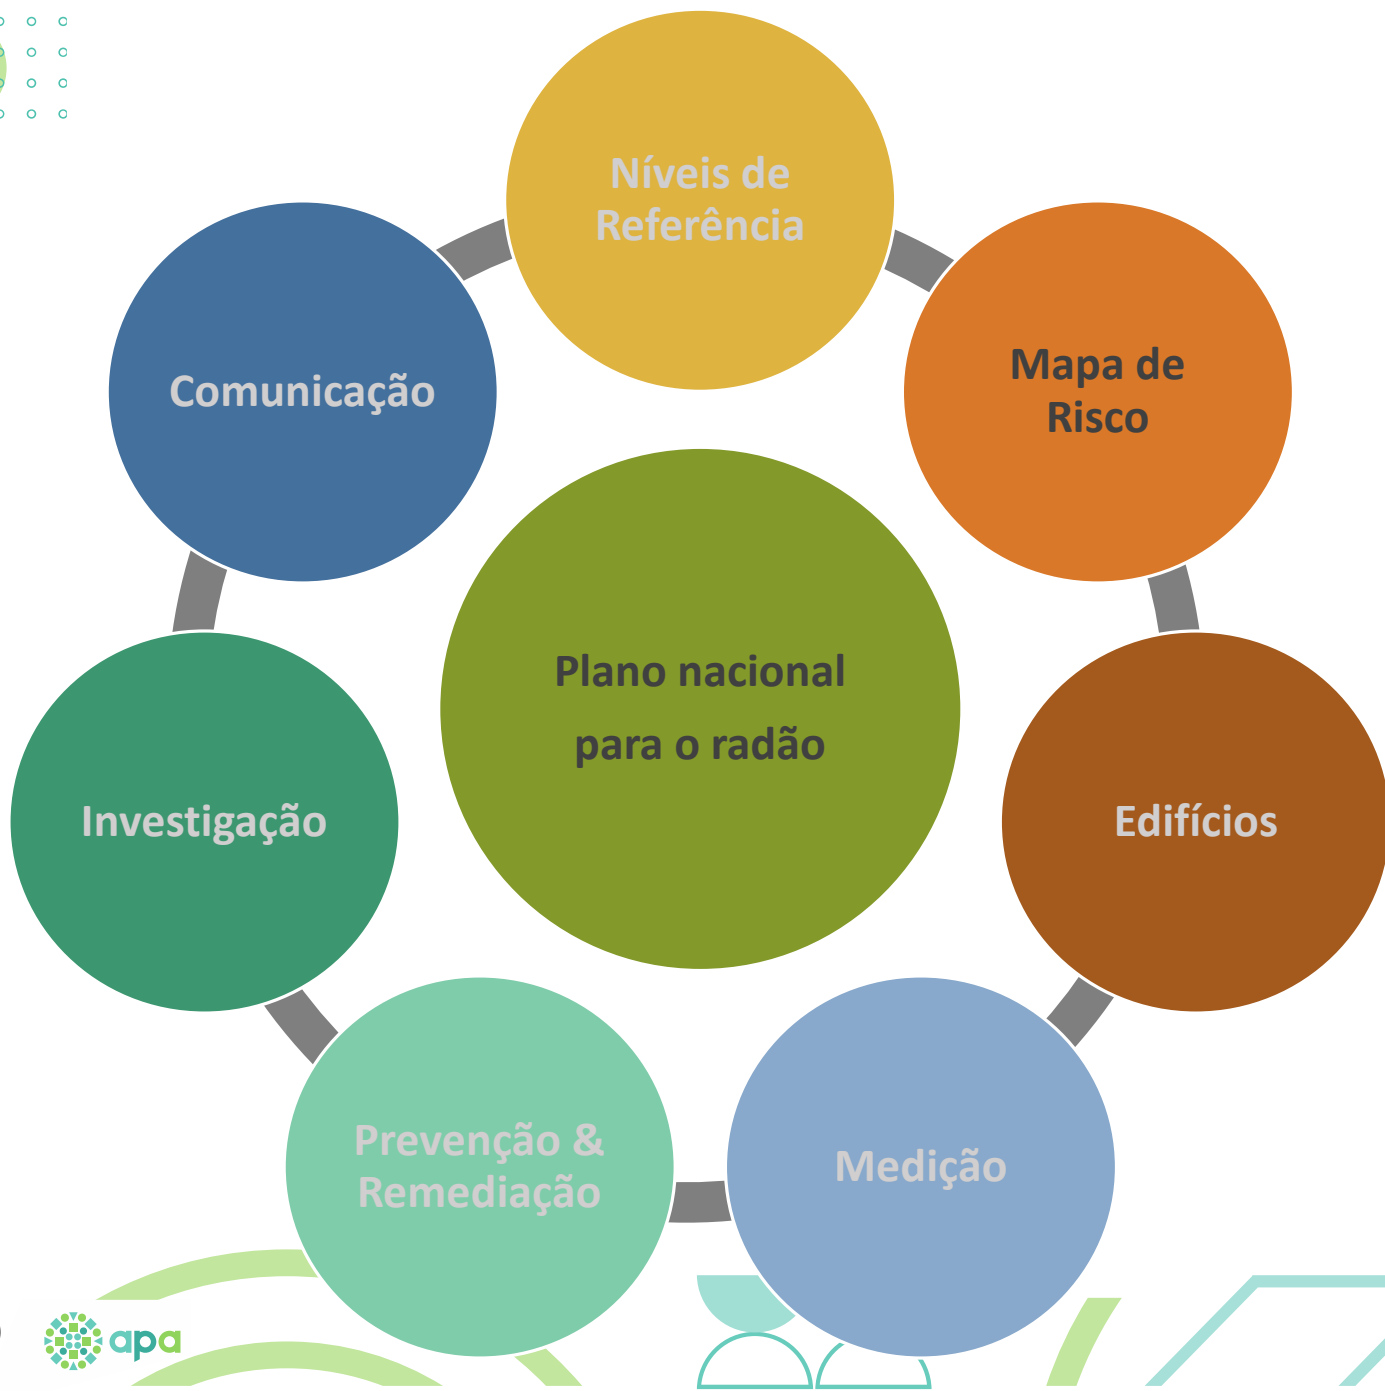 Níveis de
Referência
Mapa de
Risco
Edifícios
Medição
Prevenção &
Remediação
Investigação
Comunicação
Plano nacional
para o radão
apa